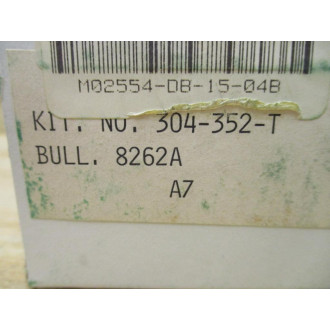 M02554-DB-15-04B
KIT. NO. 304-352-T
BULL. 8262A
A7